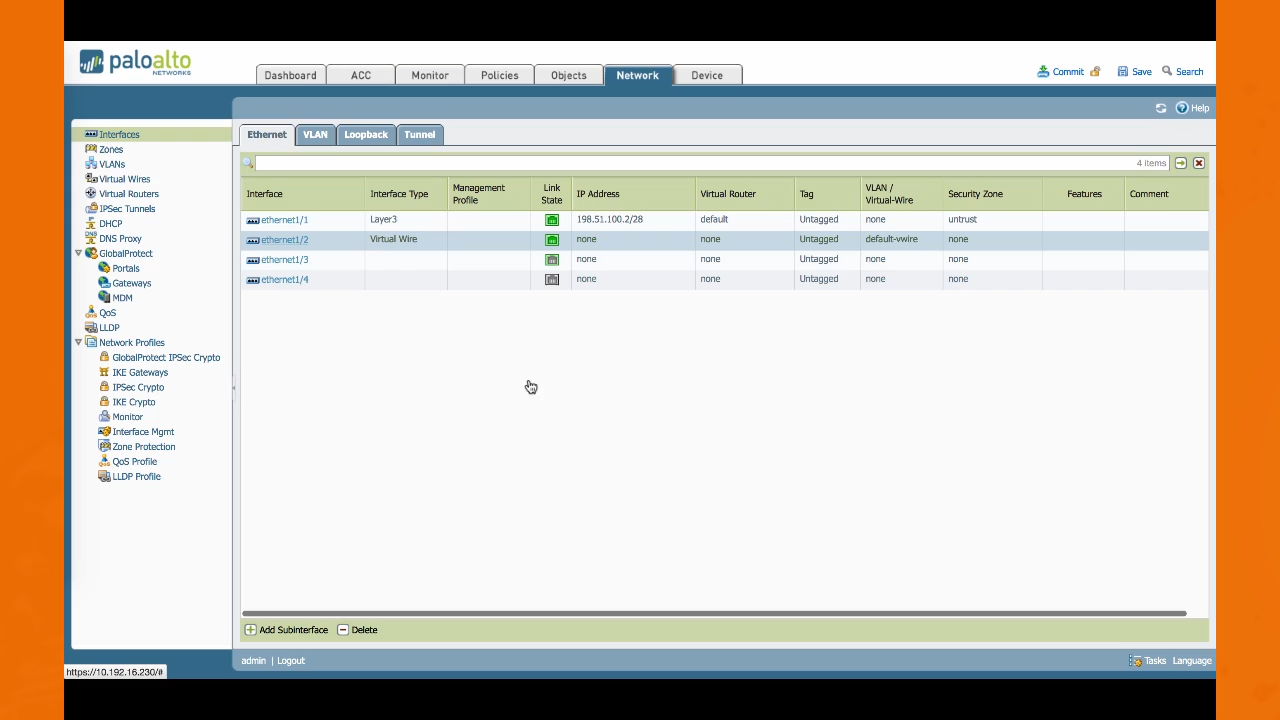 paloalto
NETWORKS
Dashboard ACC Monitor Policies Objects Network Device
Commit Save Search
Help
Interfaces
Zones
VLANs
Virtual Wires
Virtual Routers
IPSec Tunnels
DHCP
DNS Proxy
GlobalProtect
Portals
Gateways
MDM
QoS
LLDP
Network Profiles
GlobalProtect IPSec Crypto
IKE Gateways
IPSec Crypto
IKE Crypto
Monitor
Interface Mgmt
Zone Protection
QoS Profile
LLDP Profile
Ethernet VLAN Loopback Tunnel
4 items
Interface Interface Type Management Profile Link State IP Address Virtual Router Tag VLAN / Virtual-Wire Security Zone Features Comment
ethernet1/1 Layer3 198.51.100.2/28 default Untagged none untrust
ethernet1/2 Virtual Wire none none Untagged default-vwire none
ethernet1/3 none none Untagged none none
ethernet1/4 none none Untagged none none
Add Subinterface Delete
admin | Logout
Tasks Language
https://10.192.16.230/#